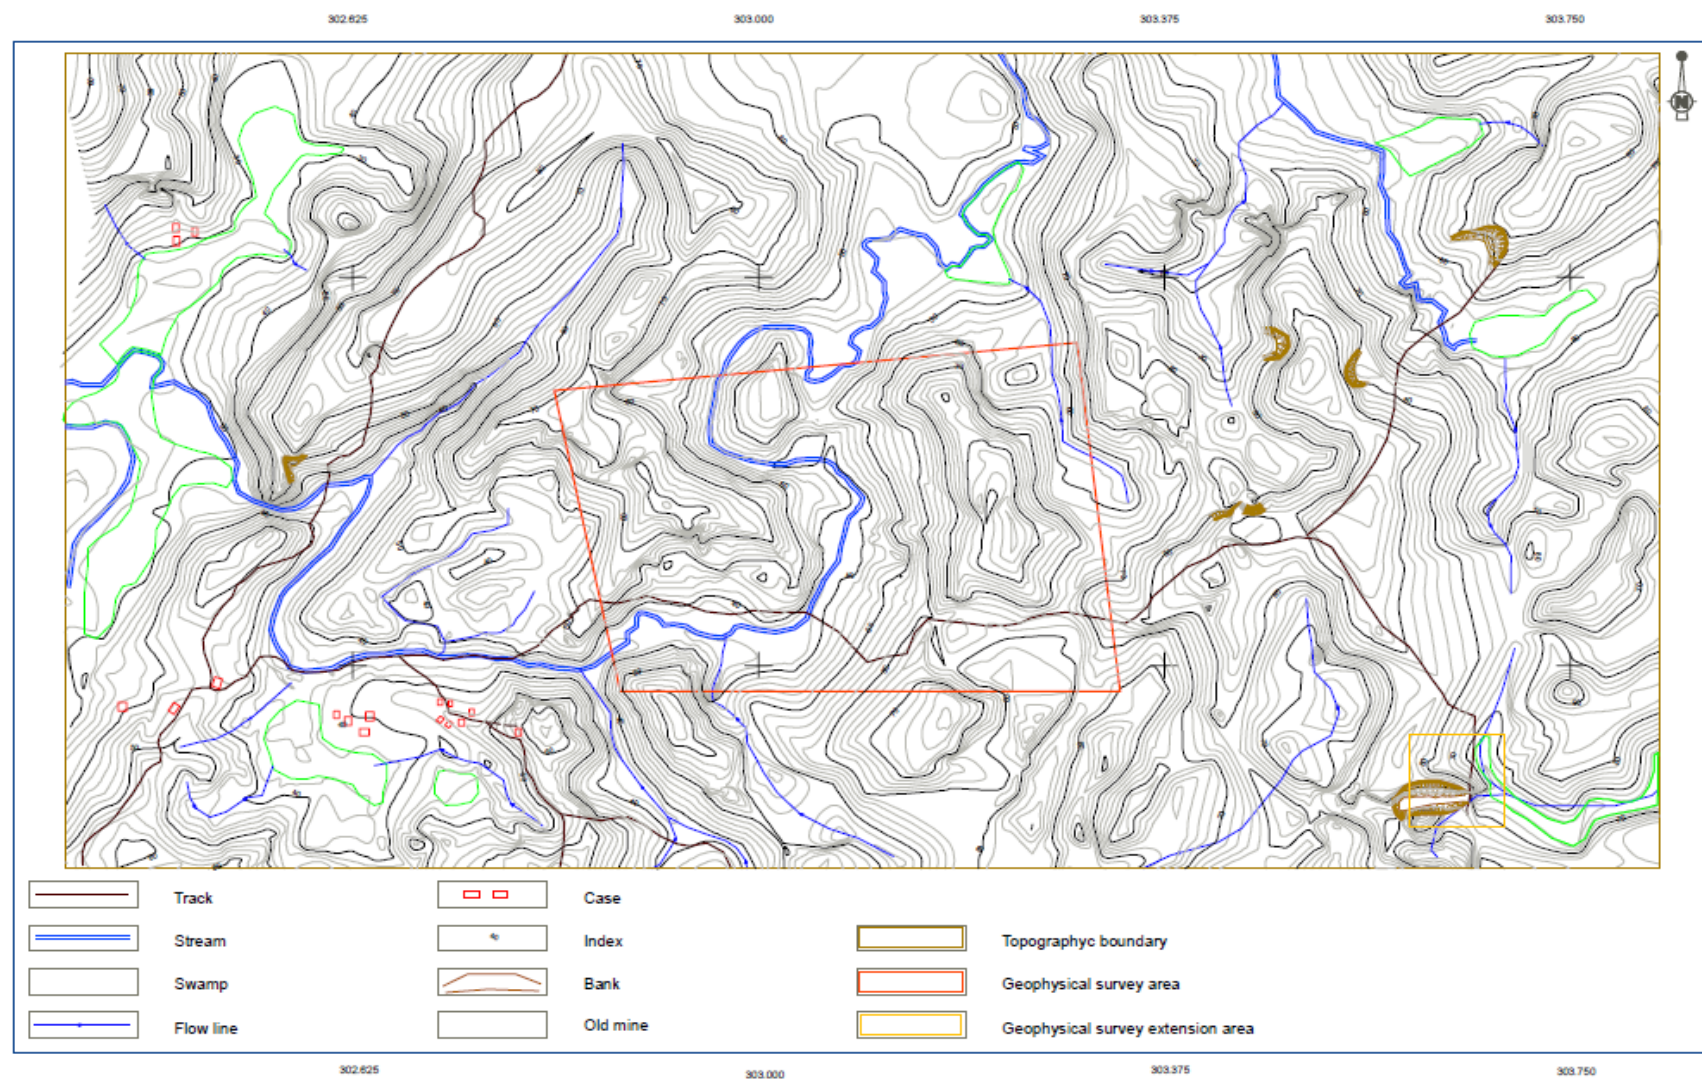 302.625 303.000 303.375 303.750
N
Track Case
Stream Index Topographyc boundary
Swamp Bank Geophysical survey area
Flow line Old mine Geophysical survey extension area
302.625 303.000 303.375 303.750